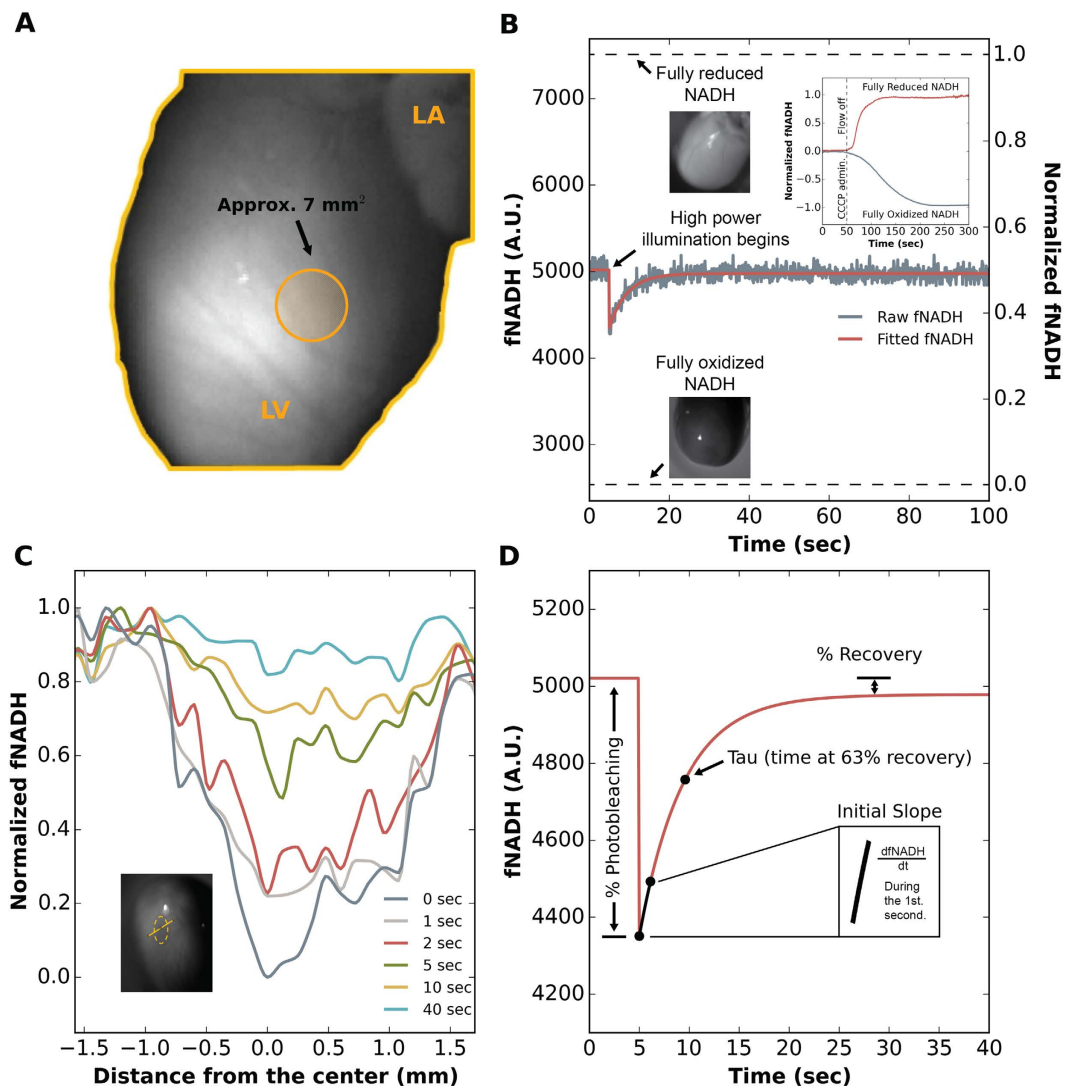 A
LA
Approx. 7 mm²
LV
B
fNADH (A.U.)
7000
6000
5000
4000
3000
0
20
40
60
80
100
Time (sec)
1.0
0.8
0.6
0.4
0.2
0.0
Normalized fNADH
Fully reduced
NADH
High power
illumination begins
Raw fNADH
Fitted fNADH
Fully oxidized
NADH
Normalized fNADH
1.0
0.5
0.0
−0.5
−1.0
Fully Reduced NADH
Flow off
CCCP admin.
Fully Oxidized NADH
0
50
100
150
200
250
300
Time (sec)
C
Normalized fNADH
1.0
0.8
0.6
0.4
0.2
0.0
0 sec
1 sec
2 sec
5 sec
10 sec
40 sec
−1.5
−1.0
−0.5
0.0
0.5
1.0
1.5
Distance from the center (mm)
D
fNADH (A.U.)
5200
5000
4800
4600
4400
4200
% Recovery
% Photobleaching
Tau (time at 63% recovery)
Initial Slope
dfNADH
dt
During
the 1st.
second.
0
5
10
15
20
25
30
35
40
Time (sec)